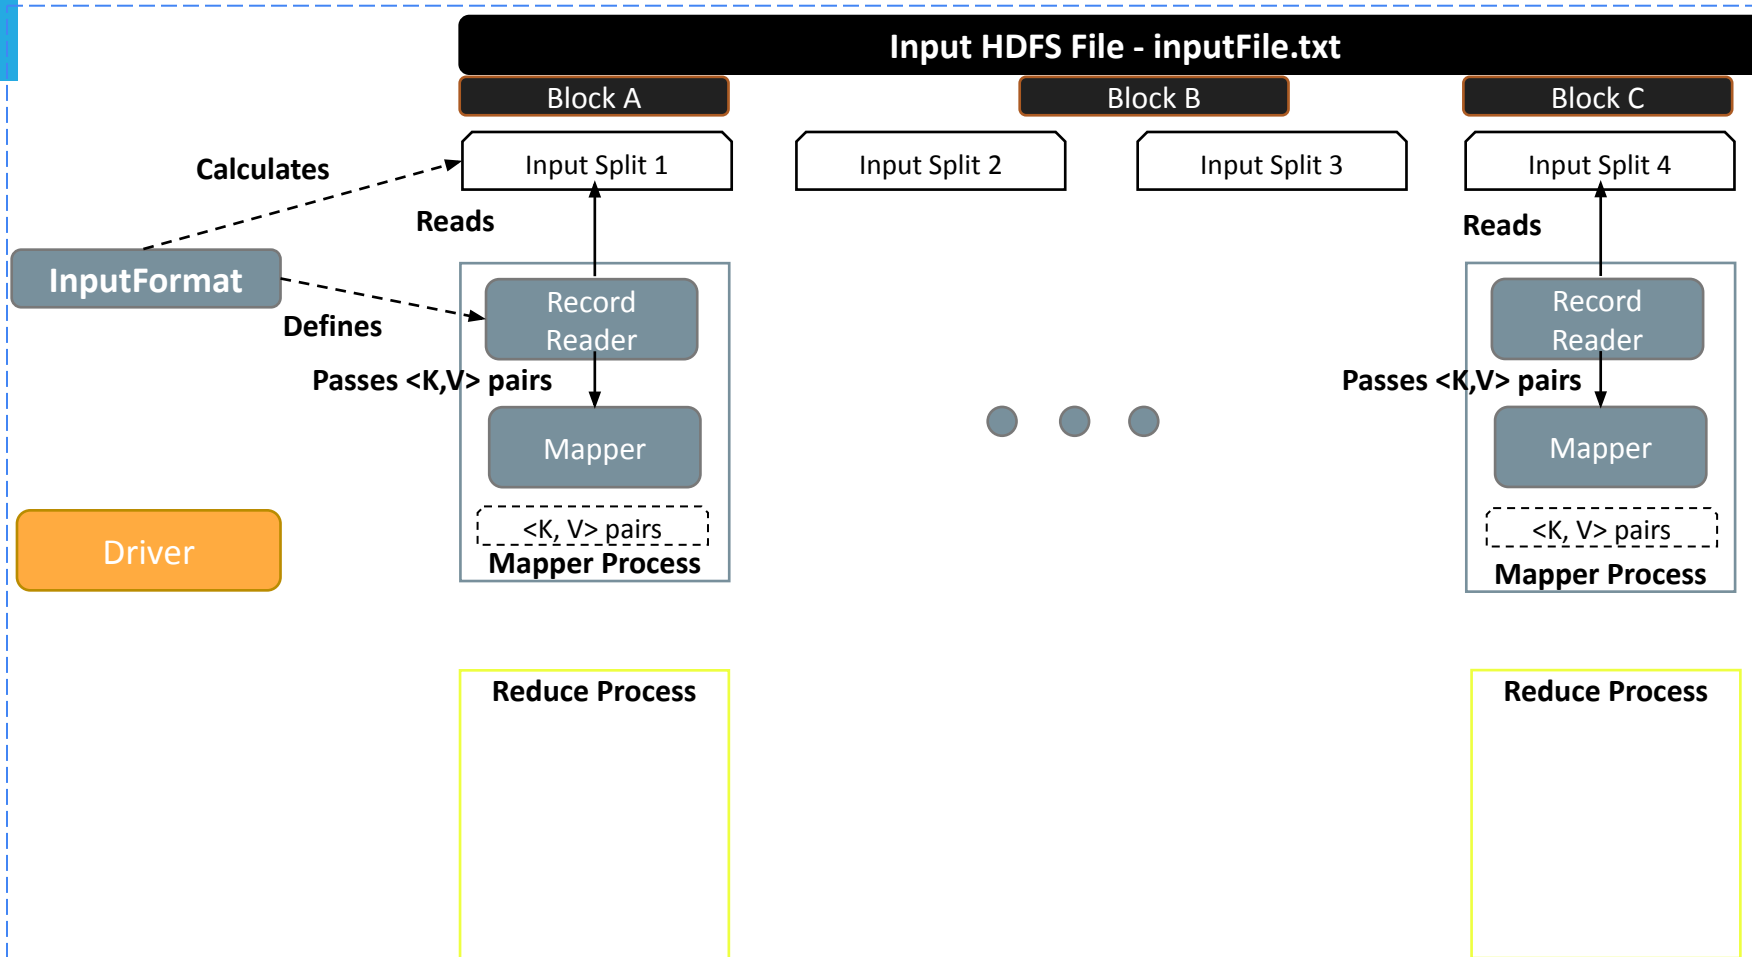 Input HDFS File - inputFile.txt
Block A
Block B
Block C
Calculates
Input Split 1
Input Split 2
Input Split 3
Input Split 4
Reads
Reads
InputFormat
Defines
Record
Reader
Record
Reader
Passes <K,V> pairs
Passes <K,V> pairs
Mapper
Mapper
Driver
<K, V> pairs
Mapper Process
<K, V> pairs
Mapper Process
Reduce Process
Reduce Process